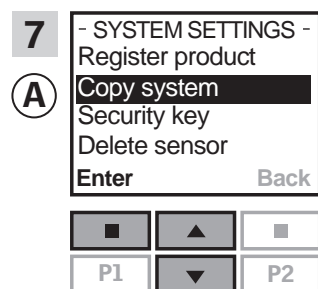 7
A
- SYSTEM SETTINGS -
Register product
Copy system
Security key
Delete sensor
Enter Back
P1 P2